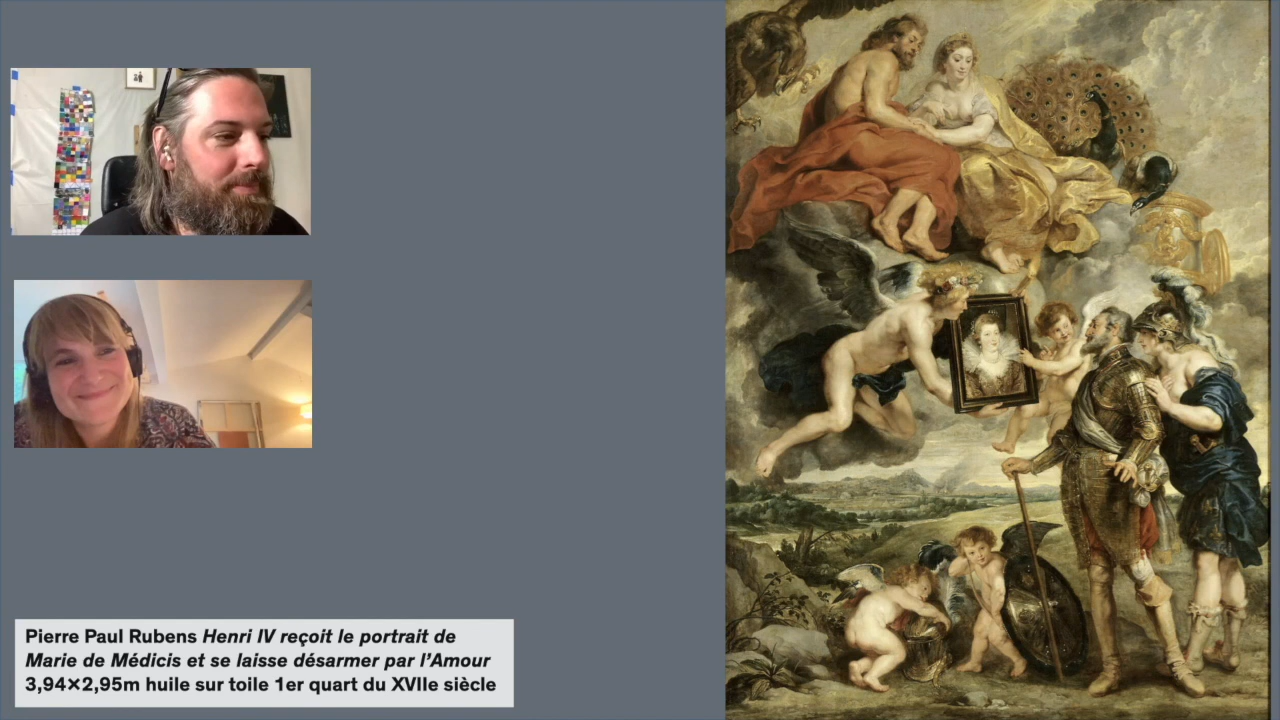 Pierre Paul Rubens Henri IV reçoit le portrait de
Marie de Médicis et se laisse désarmer par l’Amour
3,94×2,95m huile sur toile 1er quart du XVIIe siècle